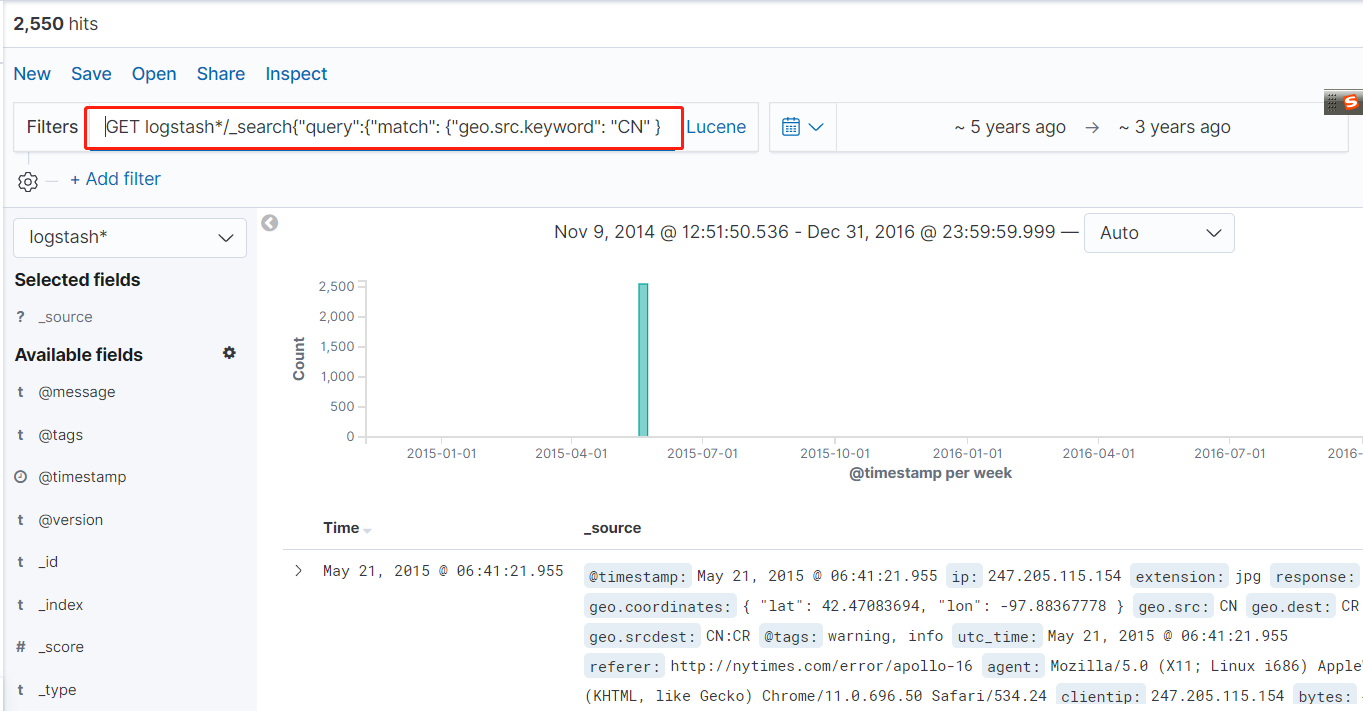 2,550 hits
New Save Open Share Inspect
Filters GET logstash*/_search{"query":{"match": {"geo.src.keyword": "CN" } Lucene ~ 5 years ago → ~ 3 years ago
+ Add filter
logstash*
Nov 9, 2014 @ 12:51:50.536 - Dec 31, 2016 @ 23:59:59.999 — Auto
Selected fields
? _source
Available fields
t @message
t @tags
@timestamp
t @version
t _id
t _index
# _score
t _type
2,500
2,000
1,500
1,000
500
0
Count
2015-01-01 2015-04-01 2015-07-01 2015-10-01 2016-01-01 2016-04-01 2016-07-01 2016-
@timestamp per week
Time _source
May 21, 2015 @ 06:41:21.955
@timestamp: May 21, 2015 @ 06:41:21.955 ip: 247.205.115.154 extension: jpg response:
geo.coordinates: { "lat": 42.47083694, "lon": -97.88367778 } geo.src: CN geo.dest: CR
geo.srcdest: CN:CR @tags: warning, info utc_time: May 21, 2015 @ 06:41:21.955
referer: http://nytimes.com/error/apollo-16 agent: Mozilla/5.0 (X11; Linux i686) Apple
(KHTML, like Gecko) Chrome/11.0.696.50 Safari/534.24 clientip: 247.205.115.154 bytes: